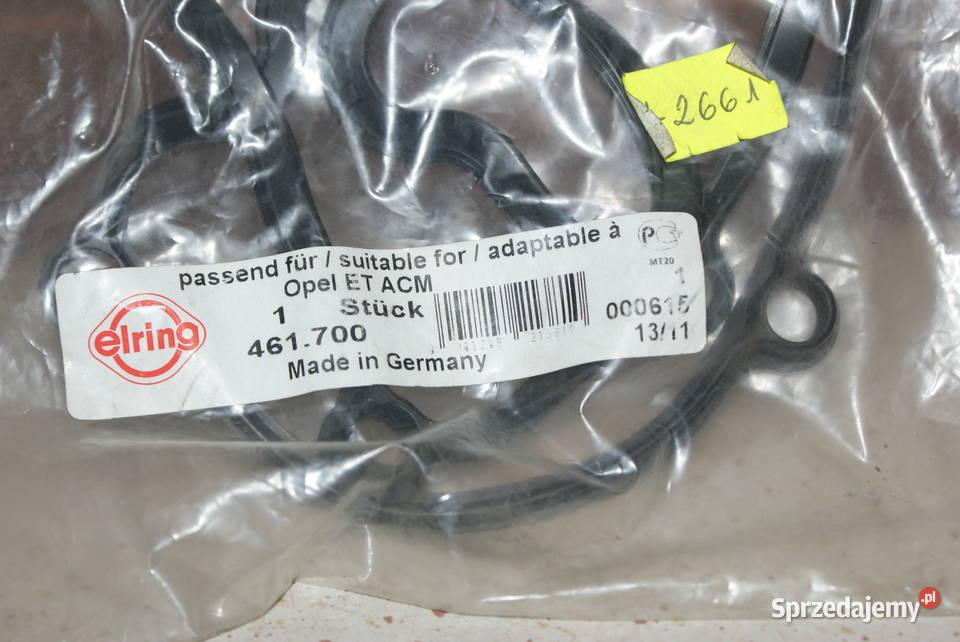 2661
passend für / suitable for / adaptable à
Opel ET ACM
MT20
1 Stück
1
elring
461.700
000615
13/11
Made in Germany
Sprzedajemy.pl